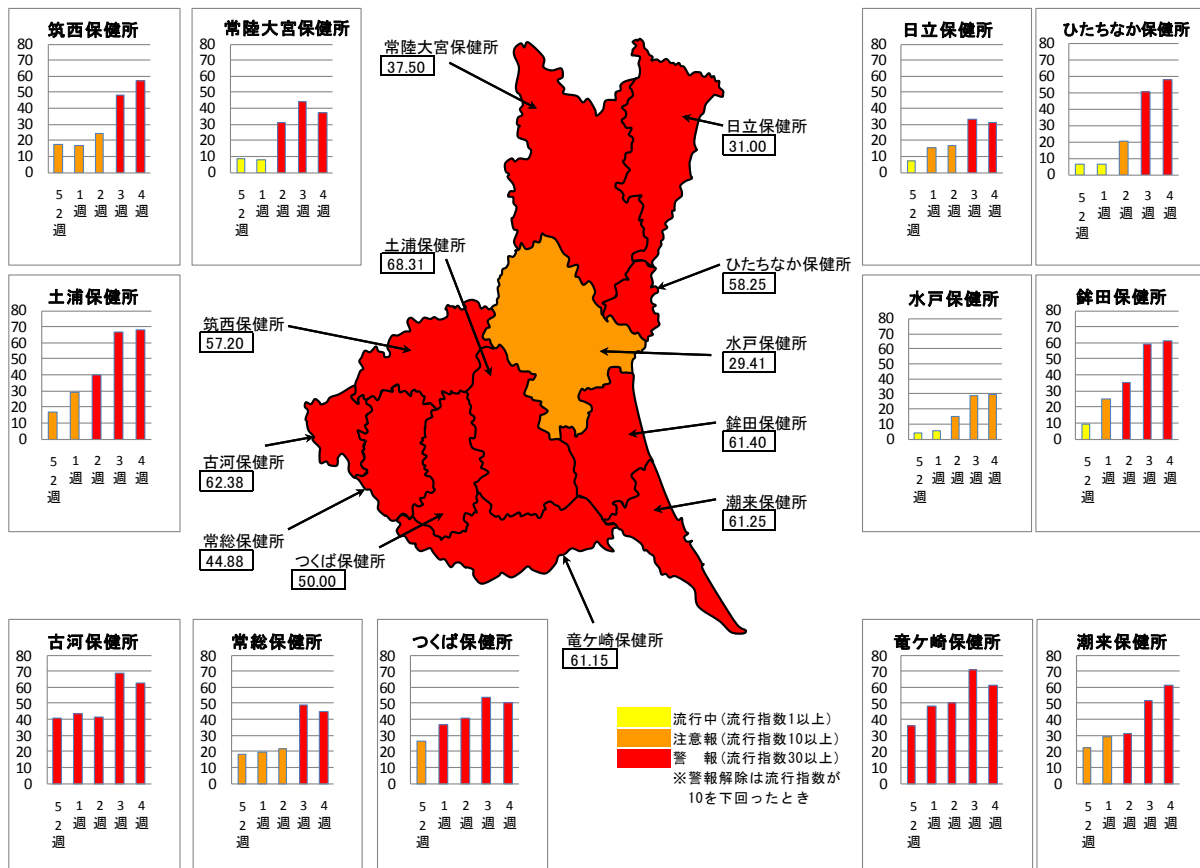 筑西保健所
80
70
60
50
40
30
20
10
0
52週
1週
2週
3週
4週
常陸大宮保健所
80
70
60
50
40
30
20
10
0
52週
1週
2週
3週
4週
日立保健所
80
70
60
50
40
30
20
10
0
52週
1週
2週
3週
4週
ひたちなか保健所
80
70
60
50
40
30
20
10
0
52週
1週
2週
3週
4週
常陸大宮保健所
37.50
日立保健所
31.00
土浦保健所
68.31
ひたちなか保健所
58.25
筑西保健所
57.20
水戸保健所
29.41
鉾田保健所
61.40
古河保健所
62.38
潮来保健所
61.25
常総保健所
44.88
つくば保健所
50.00
竜ケ崎保健所
61.15
土浦保健所
80
70
60
50
40
30
20
10
0
52週
1週
2週
3週
4週
水戸保健所
80
70
60
50
40
30
20
10
0
52週
1週
2週
3週
4週
鉾田保健所
80
70
60
50
40
30
20
10
0
52週
1週
2週
3週
4週
古河保健所
80
70
60
50
40
30
20
10
0
52週
1週
2週
3週
4週
常総保健所
80
70
60
50
40
30
20
10
0
52週
1週
2週
3週
4週
つくば保健所
80
70
60
50
40
30
20
10
0
52週
1週
2週
3週
4週
流行中(流行指数1以上)
注意報(流行指数10以上)
警 報(流行指数30以上)
※警報解除は流行指数が
10を下回ったとき
竜ケ崎保健所
80
70
60
50
40
30
20
10
0
52週
1週
2週
3週
4週
潮来保健所
80
70
60
50
40
30
20
10
0
52週
1週
2週
3週
4週